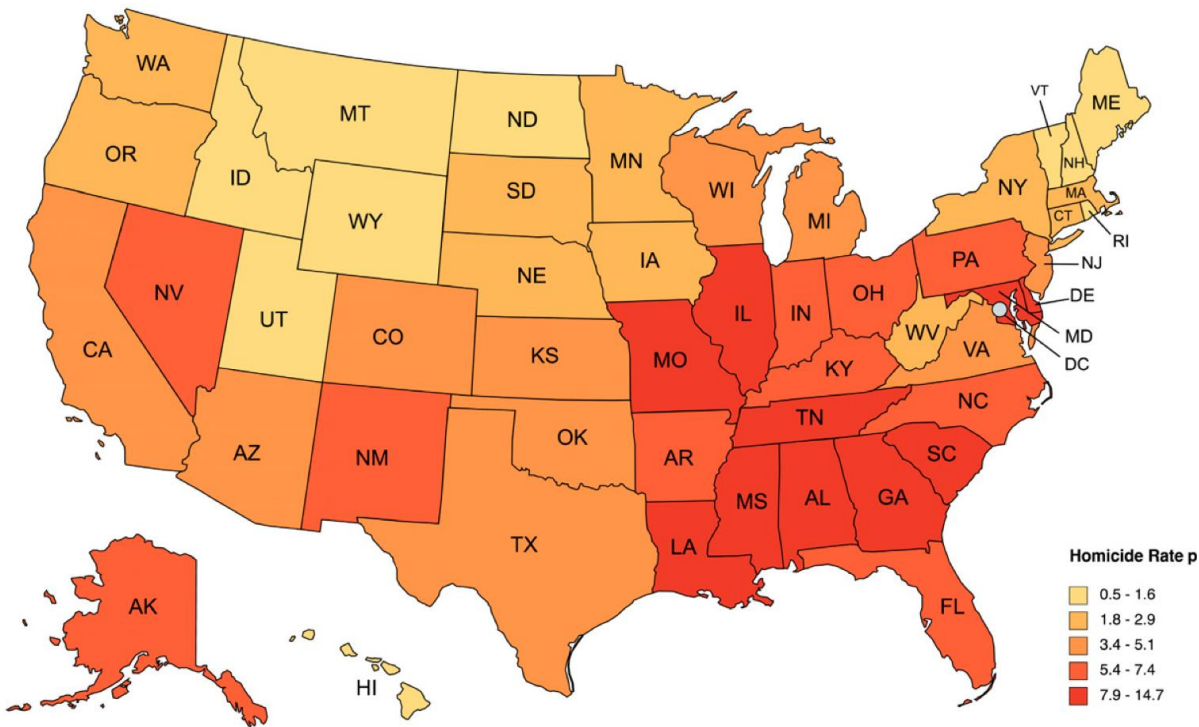 WA
MT
ND
MN
VT
ME
OR
ID
SD
WI
NH
NY
MA
WY
MI
CT
RI
NE
IA
PA
NJ
NV
UT
IL
IN
OH
DE
CO
MD
CA
KS
MO
WV
VA
DC
KY
NC
TN
AZ
NM
OK
AR
SC
MS
AL
GA
TX
LA
Homicide Rate p
0.5 - 1.6
1.8 - 2.9
3.4 - 5.1
5.4 - 7.4
7.9 - 14.7
AK
FL
HI